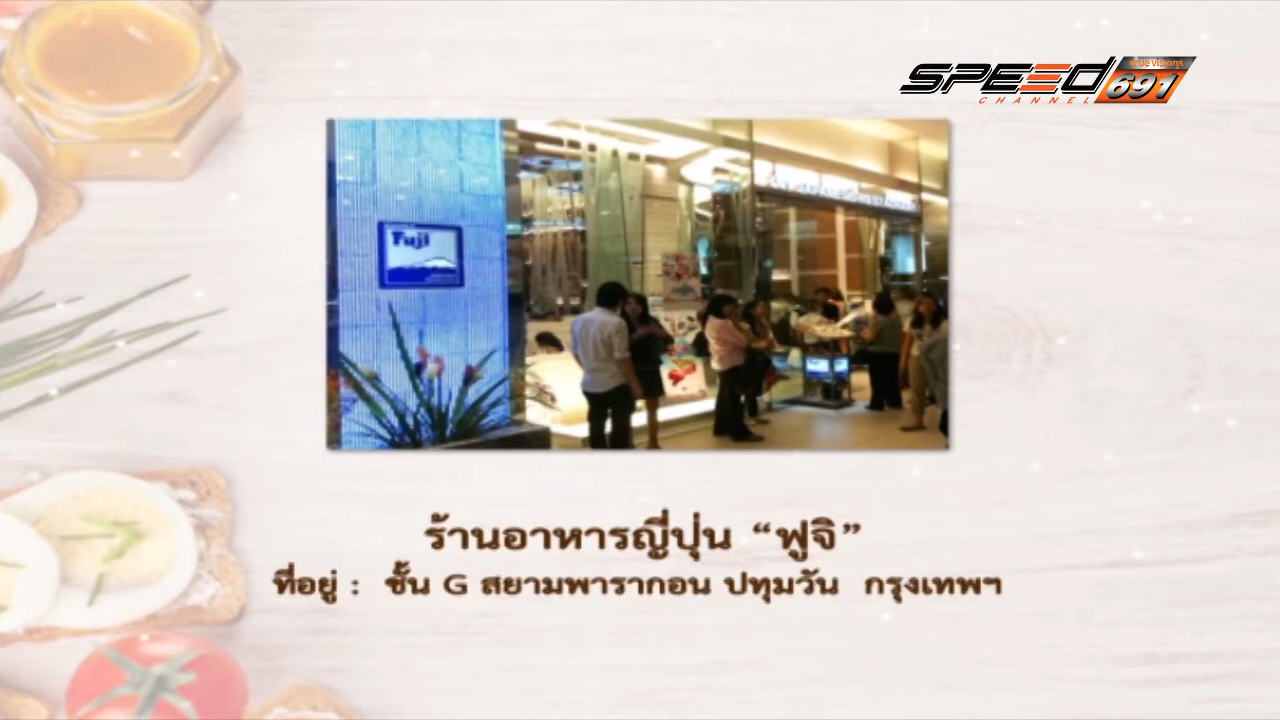 SPEED
true visions
CHANNEL
691
Fuji
ร้านอาหารญี่ปุ่น “ฟูจิ”
ที่อยู่ : ชั้น G สยามพารากอน ปทุมวัน กรุงเทพฯ